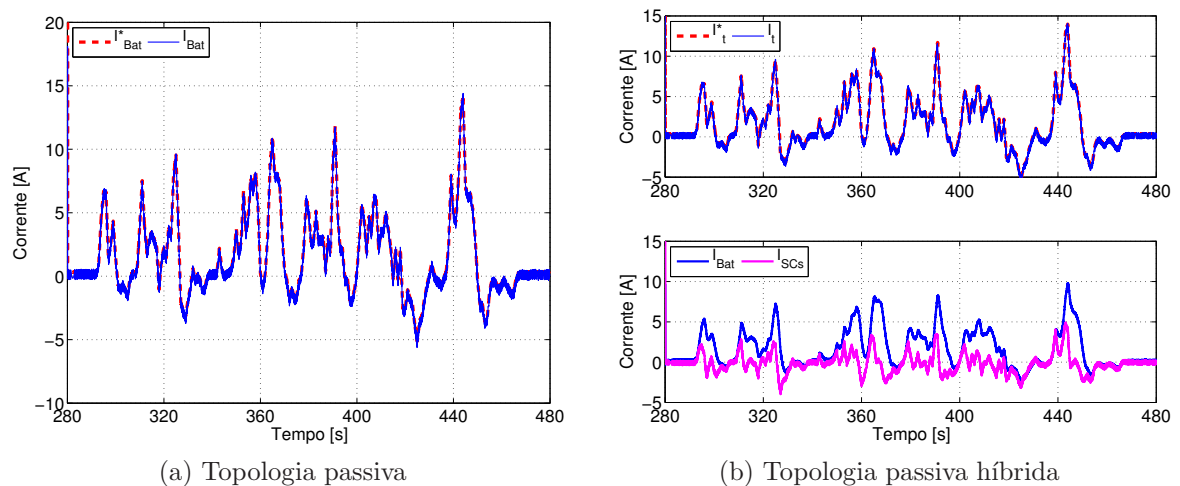 20
15
10
5
0
−5
−10
280
320
360
400
440
480
Corrente [A]
Tempo [s]
I*Bat
IBat
(a) Topologia passiva
15
10
5
0
−5
280
320
360
400
440
480
Corrente [A]
I*t
It
15
10
5
0
−5
280
320
360
400
440
480
Corrente [A]
Tempo [s]
IBat
ISCs
(b) Topologia passiva híbrida